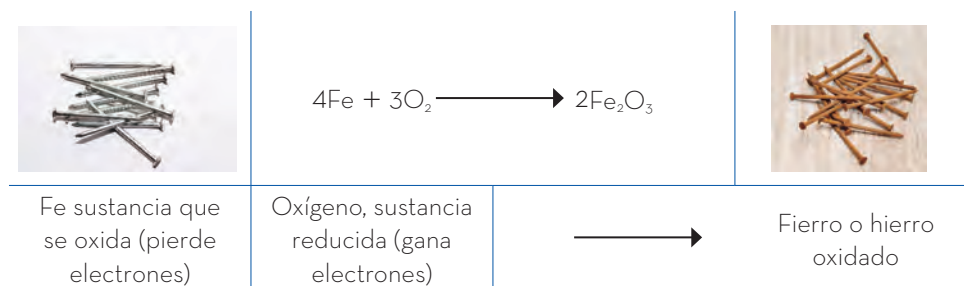 4Fe + 3O₂ → 2Fe₂O₃
Fe sustancia que
se oxida (pierde
electrones)
Oxígeno, sustancia
reducida (gana
electrones)
Fierro o hierro
oxidado